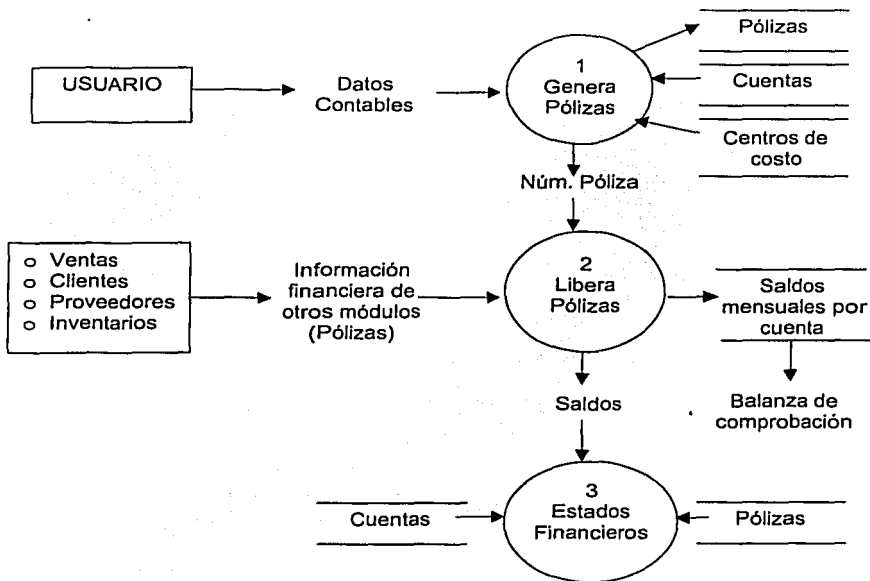 Pólizas
1
Genera
Pólizas
USUARIO
Datos
Contables
Cuentas
Centros de
costo
Núm. Póliza
o Ventas
o Clientes
o Proveedores
o Inventarios
Información
financiera de
otros módulos
(Pólizas)
2
Libera
Pólizas
Saldos
mensuales por
cuenta
Saldos
Balanza de
comprobación
3
Estados
Financieros
Cuentas
Pólizas